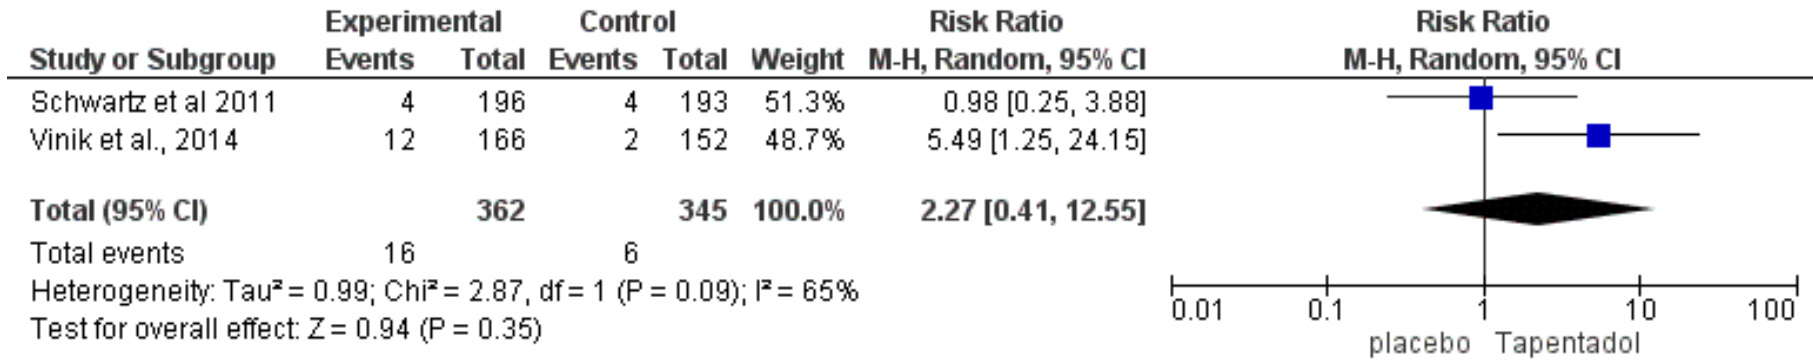 Experimental Control Risk Ratio Risk Ratio
Study or Subgroup Events Total Events Total Weight M-H, Random, 95% CI M-H, Random, 95% CI
Schwartz et al 2011 4 196 4 193 51.3% 0.98 [0.25, 3.88]
Vinik et al., 2014 12 166 2 152 48.7% 5.49 [1.25, 24.15]
Total (95% CI) 362 345 100.0% 2.27 [0.41, 12.55]
Total events 16 6
Heterogeneity: Tau² = 0.99; Chi² = 2.87, df = 1 (P = 0.09); I² = 65%
Test for overall effect: Z = 0.94 (P = 0.35)
0.01 0.1 1 10 100
placebo Tapentadol